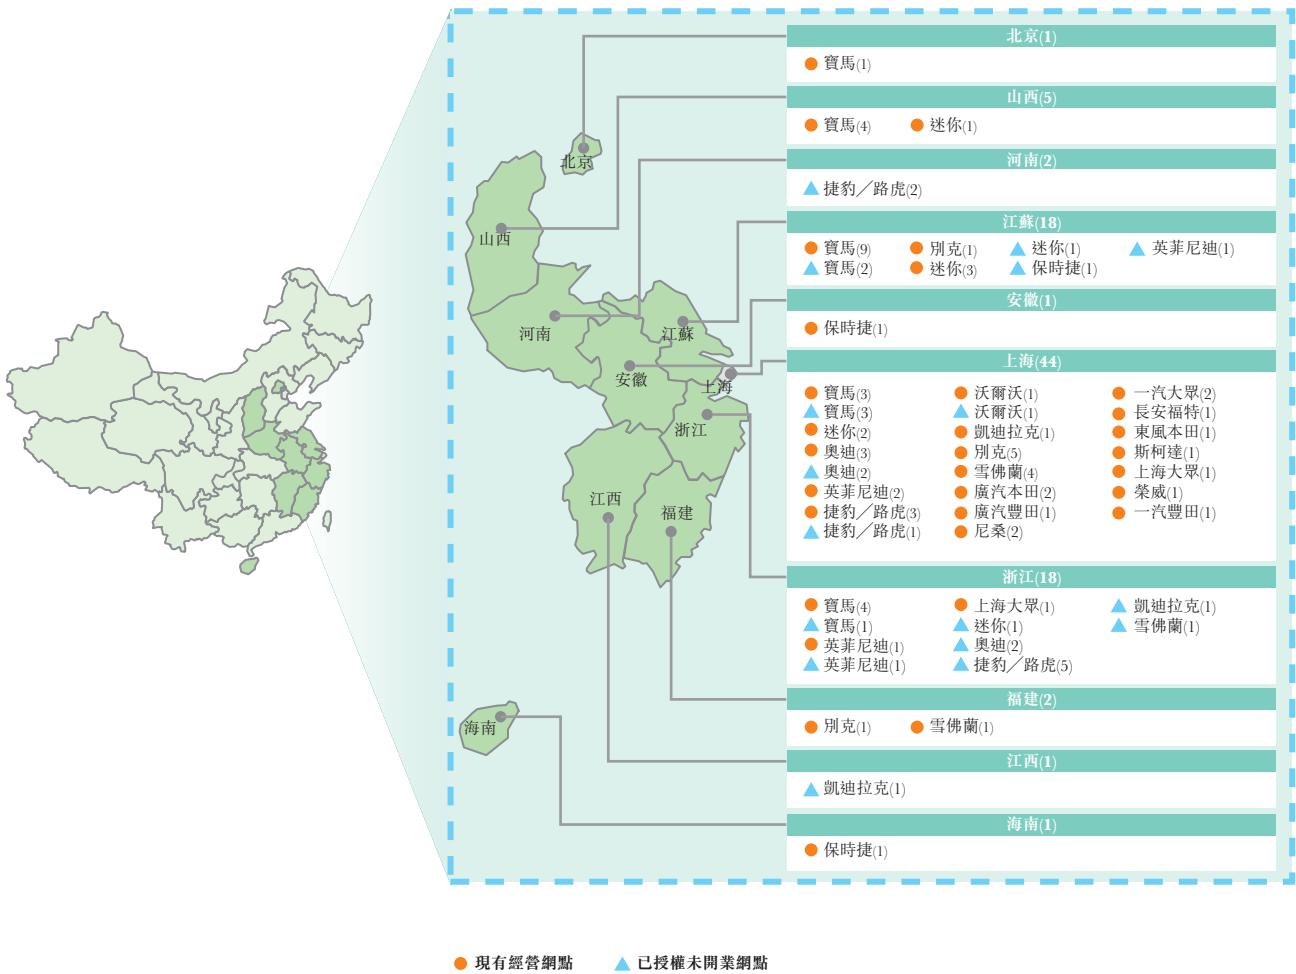 北京(1)
寶馬(1)
山西(5)
寶馬(4) 迷你(1)
河南(2)
捷豹／路虎(2)
江蘇(18)
寶馬(9) 別克(1) 迷你(1) 英菲尼迪(1)
寶馬(2) 迷你(3) 保時捷(1)
安徽(1)
保時捷(1)
上海(44)
寶馬(3) 沃爾沃(1) 一汽大眾(2)
寶馬(3) 沃爾沃(1) 長安福特(1)
迷你(2) 凱迪拉克(1) 東風本田(1)
奧迪(3) 別克(5) 斯柯達(1)
奧迪(2) 雪佛蘭(4) 上海大眾(1)
英菲尼迪(2) 廣汽本田(2) 榮威(1)
捷豹／路虎(3) 廣汽豐田(1) 一汽豐田(1)
捷豹／路虎(1) 尼桑(2)
浙江(18)
寶馬(4) 上海大眾(1) 凱迪拉克(1)
寶馬(1) 迷你(1) 雪佛蘭(1)
英菲尼迪(1) 奧迪(2)
英菲尼迪(1) 捷豹／路虎(5)
福建(2)
別克(1) 雪佛蘭(1)
江西(1)
凱迪拉克(1)
海南(1)
保時捷(1)
北京
山西
河南
江蘇
安徽
上海
浙江
江西
福建
海南
現有經營網點 已授權未開業網點